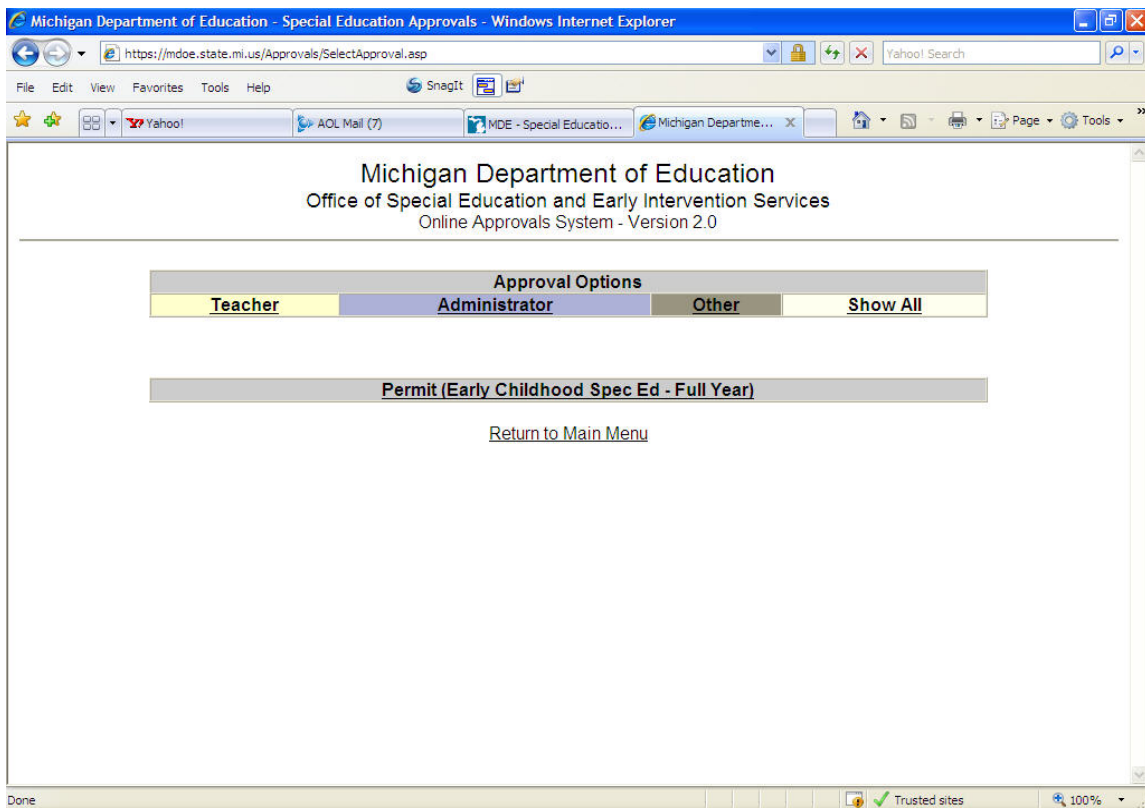 Michigan Department of Education - Special Education Approvals - Windows Internet Explorer
https://mdoe.state.mi.us/Approvals/SelectApproval.asp
Yahoo! Search
File Edit View Favorites Tools Help
SnagIt
Yahoo!
AOL Mail (7)
MDE - Special Educatio...
Michigan Departme...
Page
Tools
Michigan Department of Education
Office of Special Education and Early Intervention Services
Online Approvals System - Version 2.0
Approval Options
Teacher Administrator Other Show All
Permit (Early Childhood Spec Ed - Full Year)
Return to Main Menu
Done
Trusted sites
100%